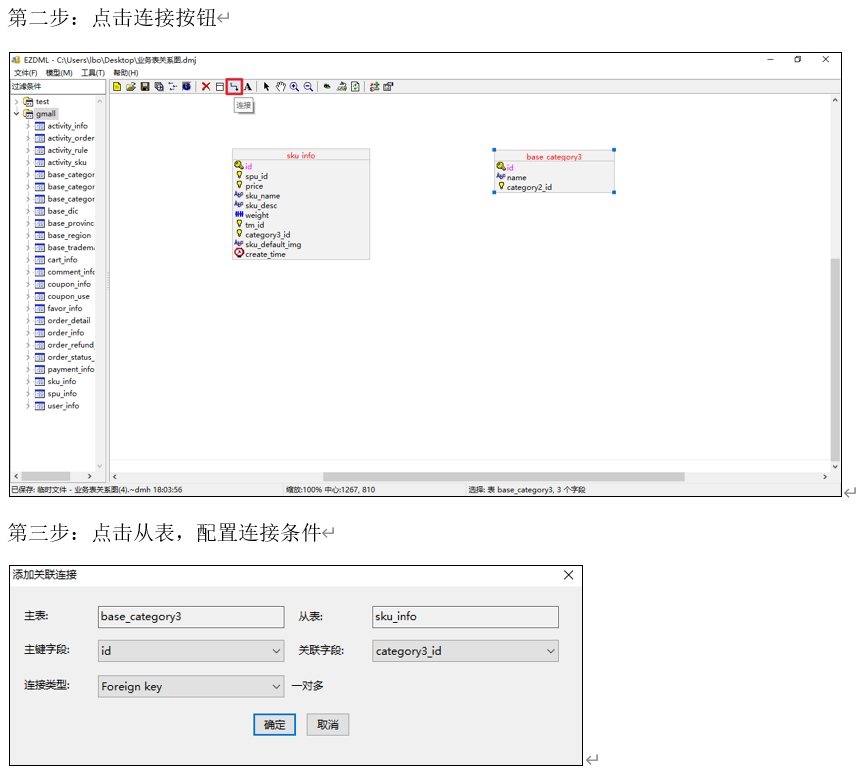 第二步：点击连接按钮
EZDML - C:\Users\lbo\Desktop\业务表关系图.dmj
文件(F) 模型(M) 工具(T) 帮助(H)
过滤条件
连接
test
gmall
activity_info
activity_order
activity_rule
activity_sku
base_categor
base_categor
base_categor
base_dic
base_provinc
base_region
base_tradema
cart_info
comment_info
coupon_info
coupon_use
favor_info
order_detail
order_info
order_refund_
order_status_
payment_info
sku_info
spu_info
user_info
sku_info
id
spu_id
price
sku_name
sku_desc
weight
tm_id
category3_id
sku_default_img
create_time
base_category3
id
name
category2_id
已保存: 临时文件 - 业务表关系图(4).~dmh 18:03:56 缩放:100% 中心:1267, 810 选择: 表 base_category3, 3 个字段
第三步：点击从表，配置连接条件
添加关联连接
主表: base_category3 从表: sku_info
主键字段: id 关联字段: category3_id
连接类型: Foreign key 一对多
确定 取消